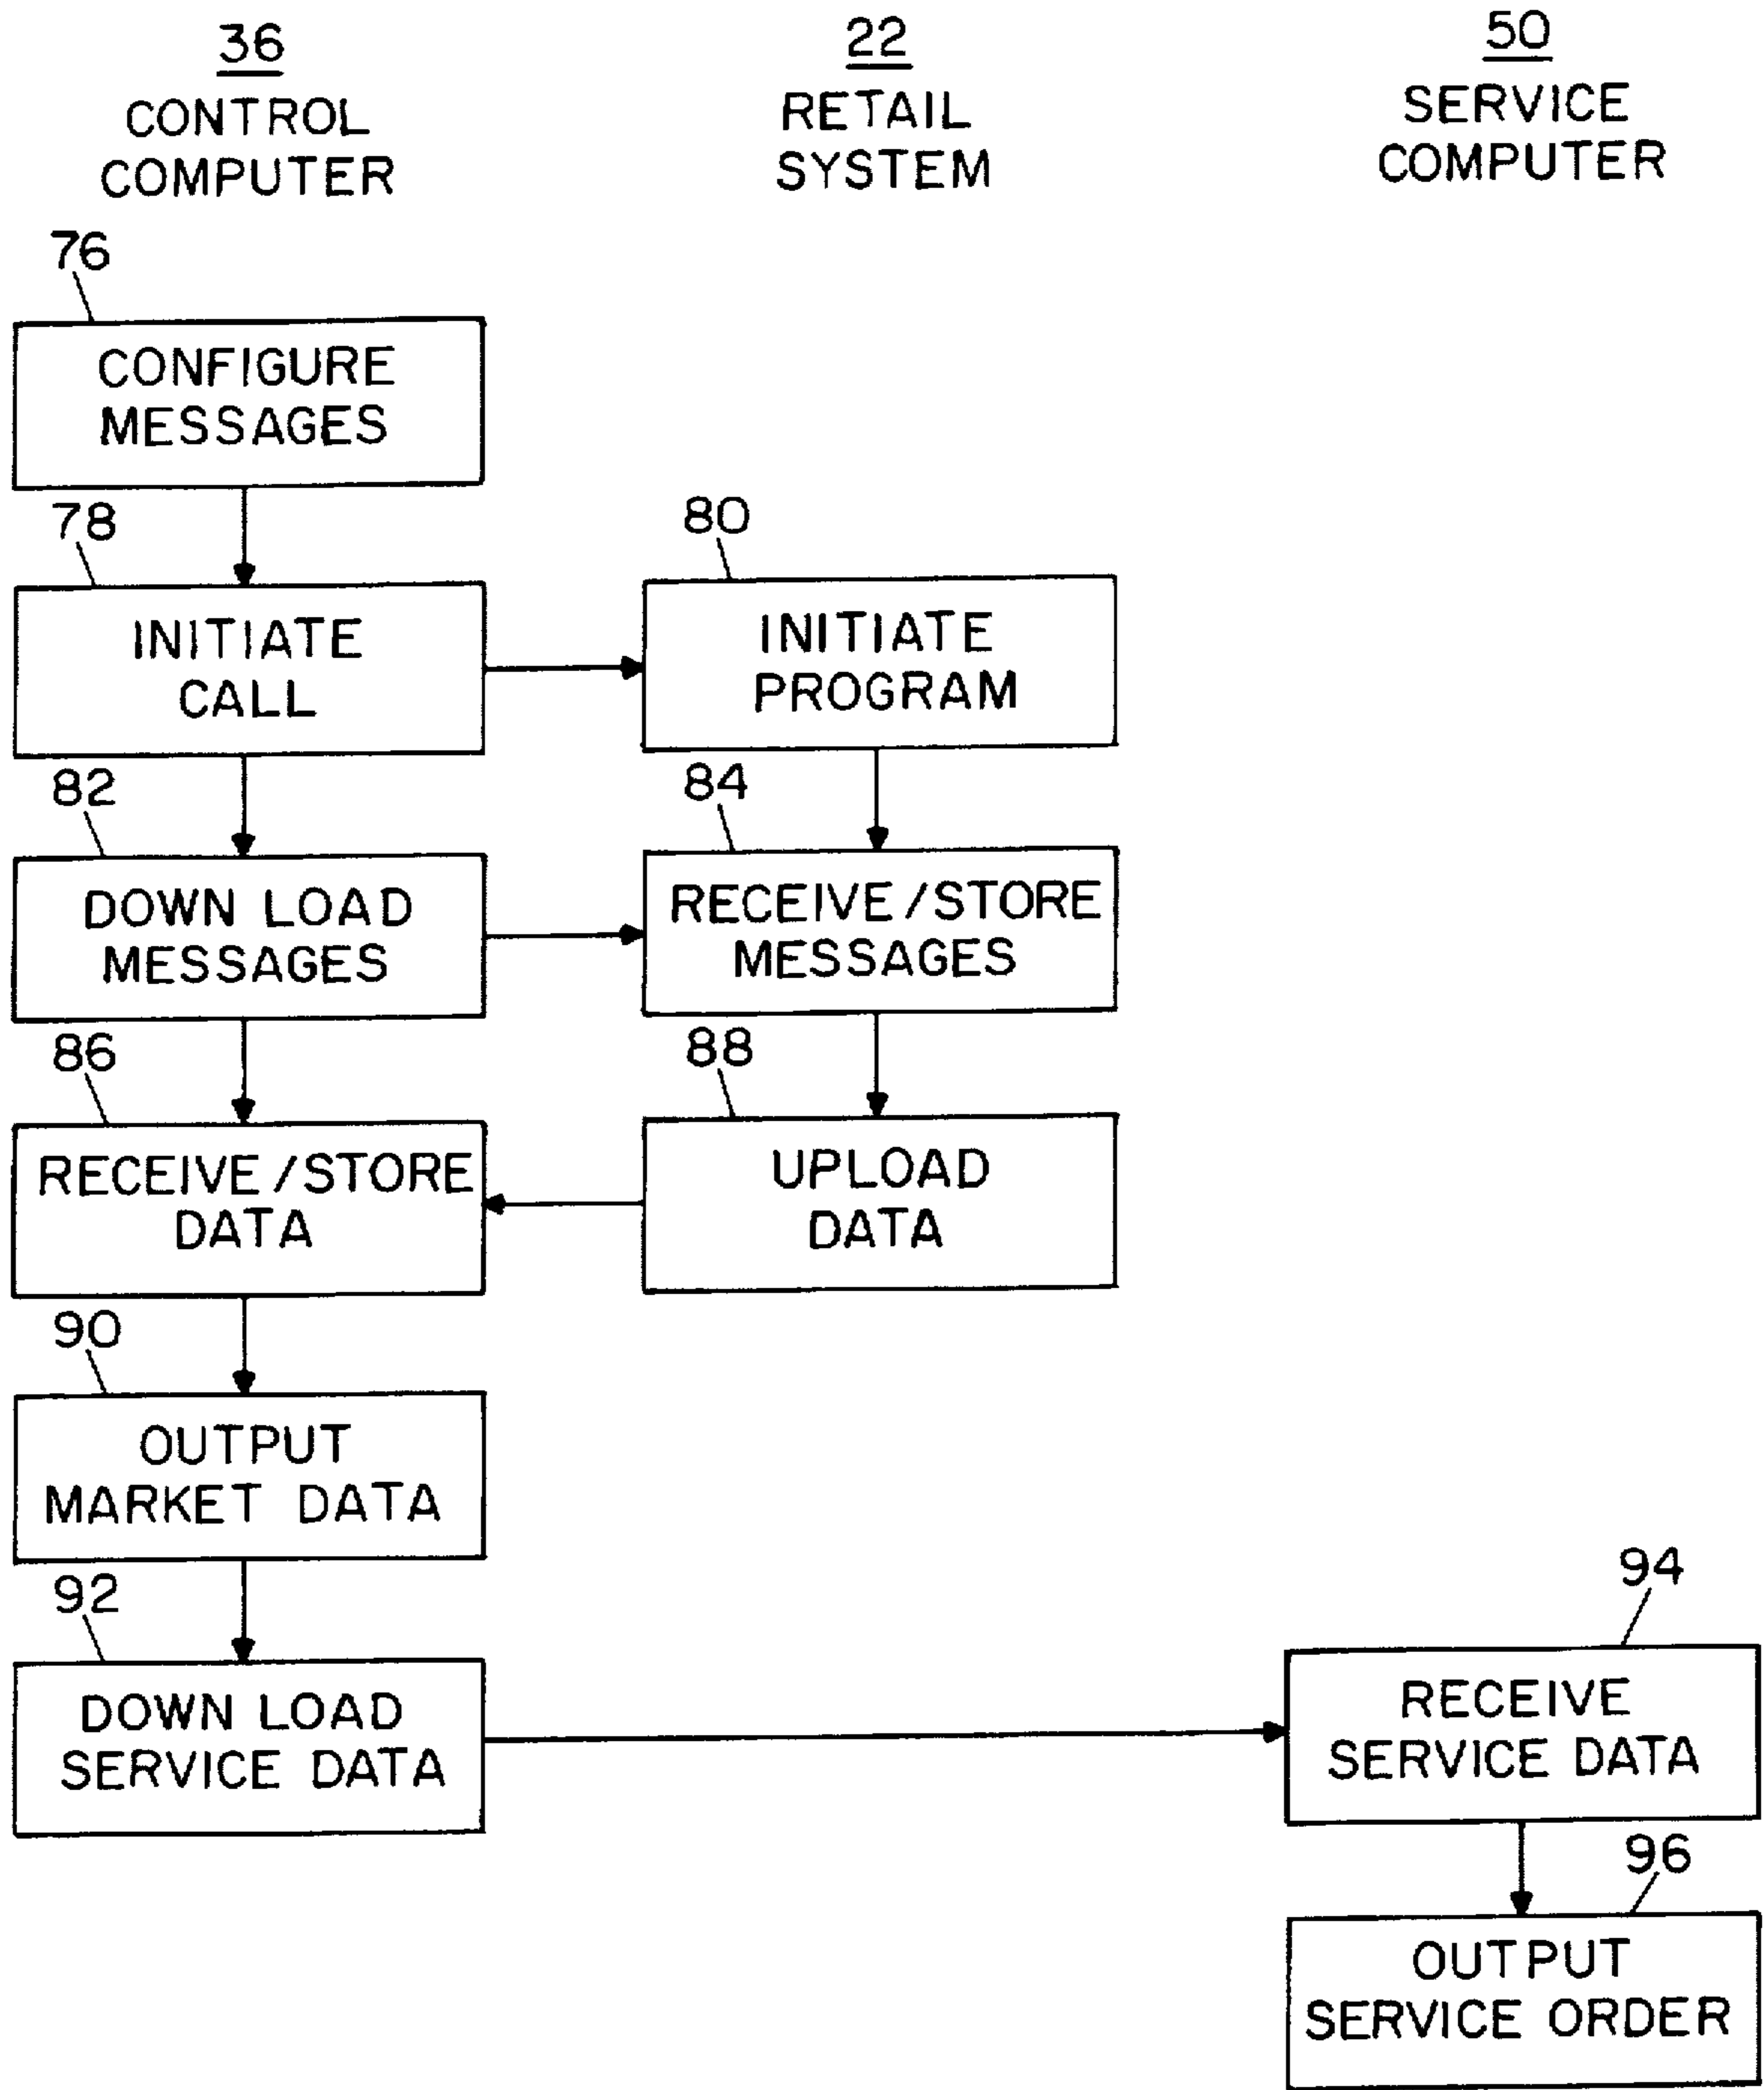 36
CONTROL
COMPUTER
22
RETAIL
SYSTEM
50
SERVICE
COMPUTER
76
CONFIGURE
MESSAGES
78
INITIATE
CALL
80
INITIATE
PROGRAM
82
DOWN LOAD
MESSAGES
84
RECEIVE/STORE
MESSAGES
86
RECEIVE/STORE
DATA
88
UPLOAD
DATA
90
OUTPUT
MARKET DATA
92
DOWN LOAD
SERVICE DATA
94
RECEIVE
SERVICE DATA
96
OUTPUT
SERVICE ORDER